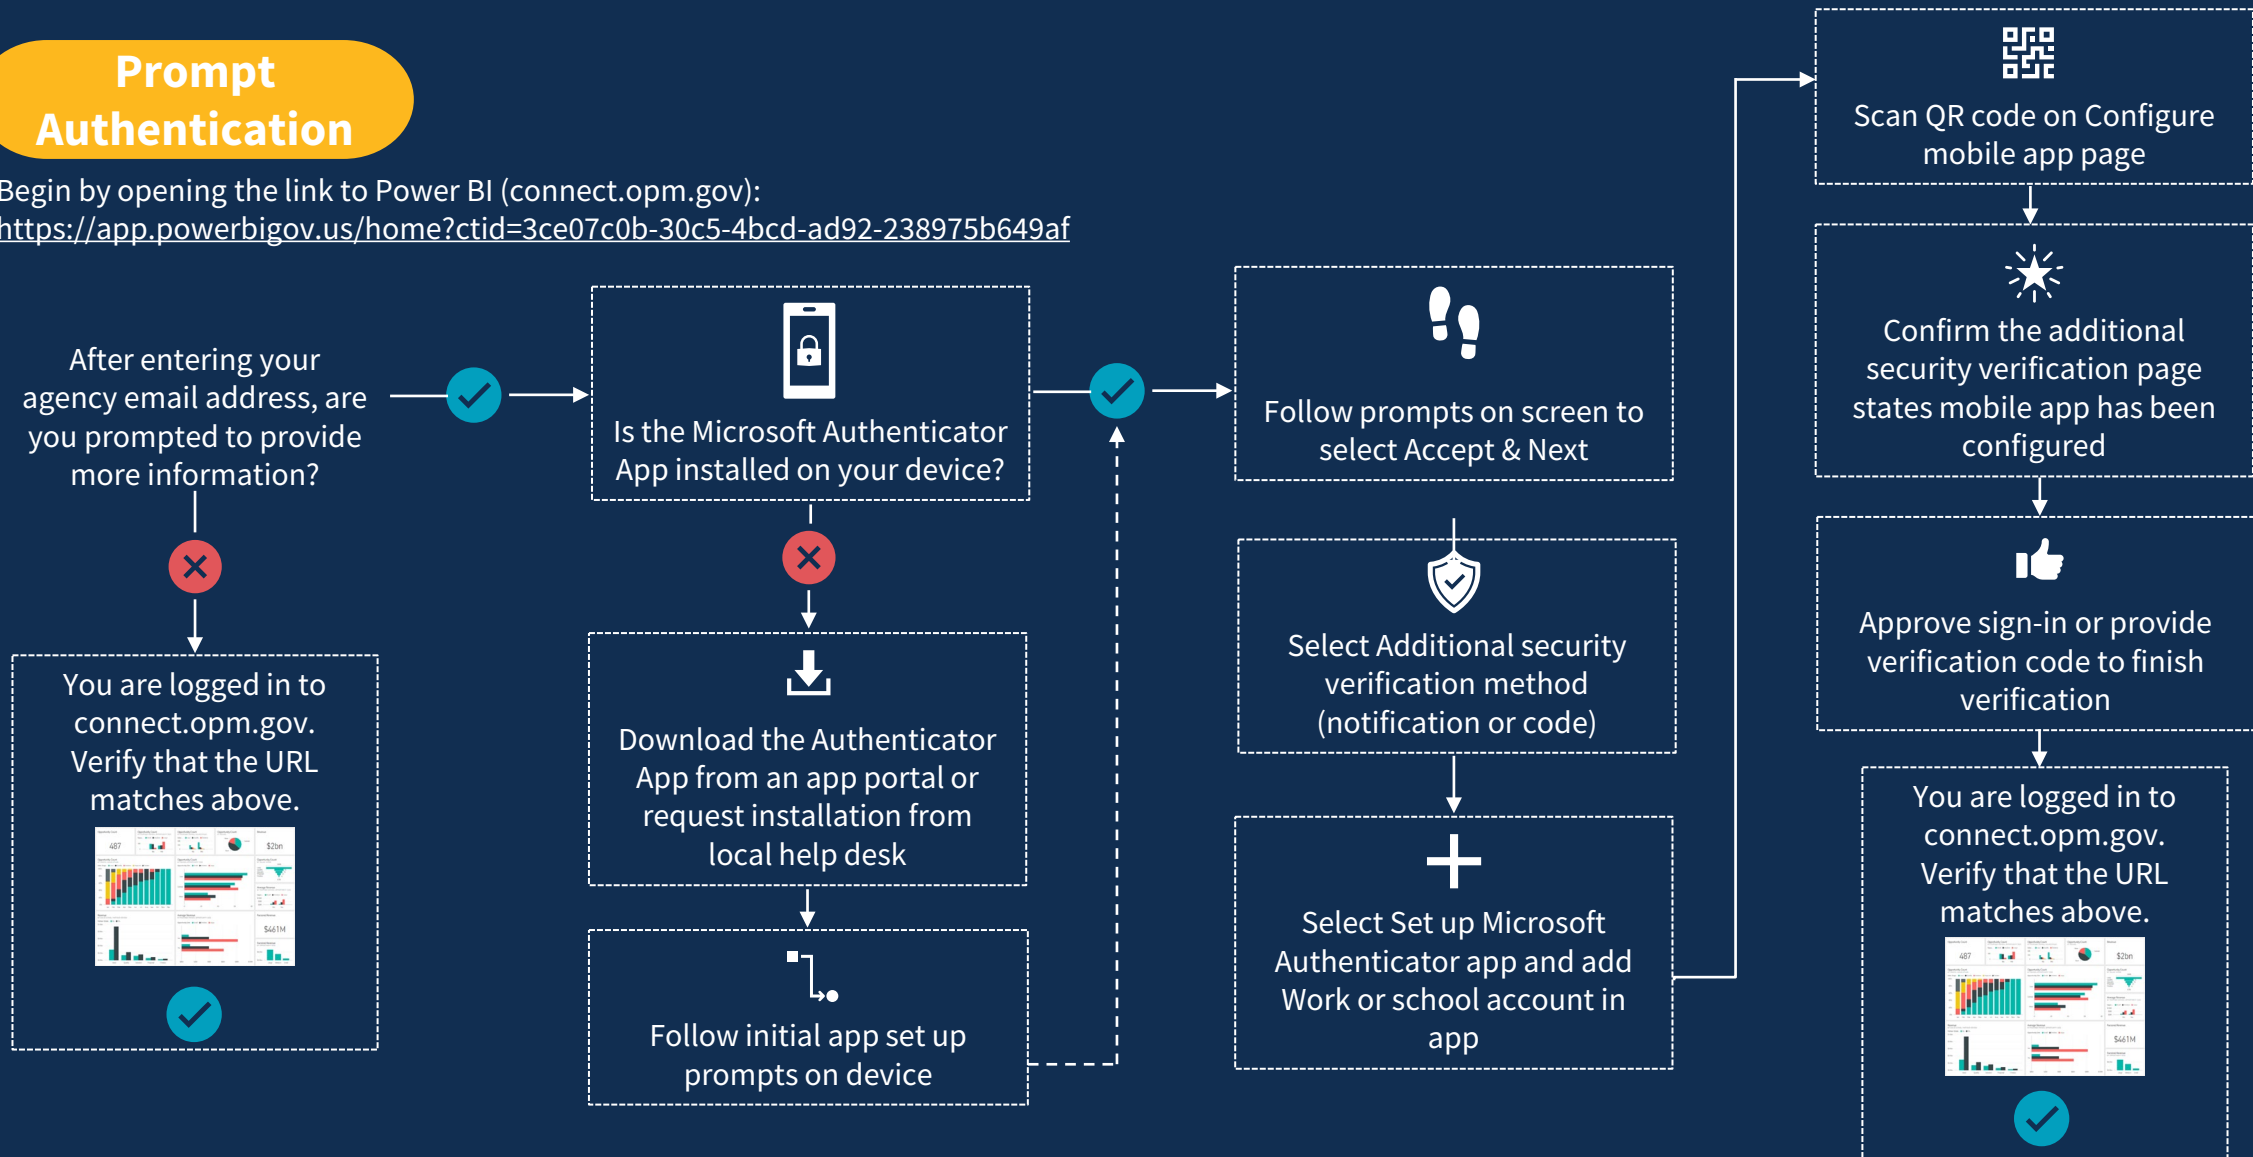 Prompt
Authentication
Begin by opening the link to Power BI (connect.opm.gov):
https://app.powerbigov.us/home?ctid=3ce07c0b-30c5-4bcd-ad92-238975b649af
After entering your
agency email address, are
you prompted to provide
more information?
You are logged in to
connect.opm.gov.
Verify that the URL
matches above.
487
$2bn
$461M
Is the Microsoft Authenticator
App installed on your device?
Download the Authenticator
App from an app portal or
request installation from
local help desk
Follow initial app set up
prompts on device
Follow prompts on screen to
select Accept & Next
Select Additional security
verification method
(notification or code)
Select Set up Microsoft
Authenticator app and add
Work or school account in
app
Scan QR code on Configure
mobile app page
Confirm the additional
security verification page
states mobile app has been
configured
Approve sign-in or provide
verification code to finish
verification
You are logged in to
connect.opm.gov.
Verify that the URL
matches above.
487
$2bn
$461M